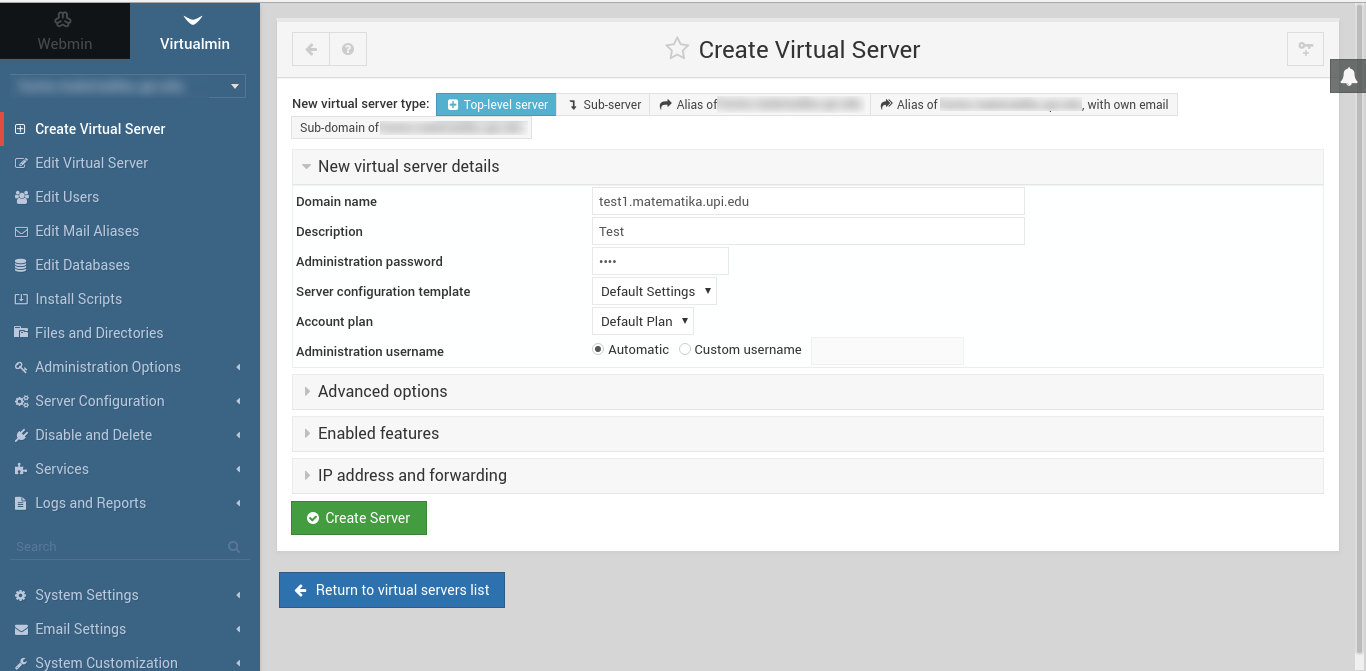 Webmin
Virtualmin
Create Virtual Server
Edit Virtual Server
Edit Users
Edit Mail Aliases
Edit Databases
Install Scripts
Files and Directories
Administration Options
Server Configuration
Disable and Delete
Services
Logs and Reports
Search
System Settings
Email Settings
System Customization
Create Virtual Server
New virtual server type: Top-level server Sub-server Alias of Alias of , with own email
Sub-domain of
New virtual server details
Domain name test1.matematika.upi.edu
Description Test
Administration password ••••
Server configuration template Default Settings
Account plan Default Plan
Administration username Automatic Custom username
Advanced options
Enabled features
IP address and forwarding
Create Server
Return to virtual servers list